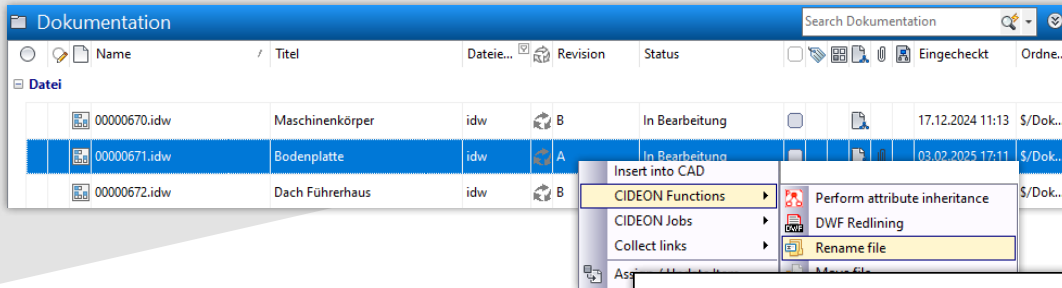 Dokumentation
Search Dokumentation
Name / Titel Dateie... Revision Status Eingecheckt Ordne...
Datei
00000670.idw Maschinenkörper idw B In Bearbeitung 17.12.2024 11:13 $/Dok...
00000671.idw Bodenplatte idw A In Bearbeitung 03.02.2025 17:11 $/Dok...
00000672.idw Dach Führerhaus idw B $/Dok...
Insert into CAD
CIDEON Functions
CIDEON Jobs
Collect links
Perform attribute inheritance
DWF Redlining
Rename file
Move file